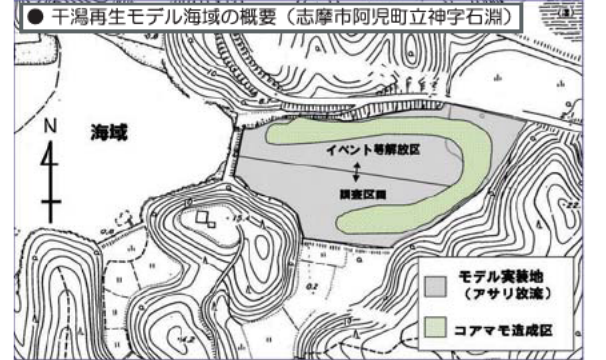 ● 干潟再生モデル海域の概要（志摩市阿児町立神字石淵）
N
海域
イベント等解放区
調査区画
モデル実装地
（アサリ放流）
コアマモ造成区